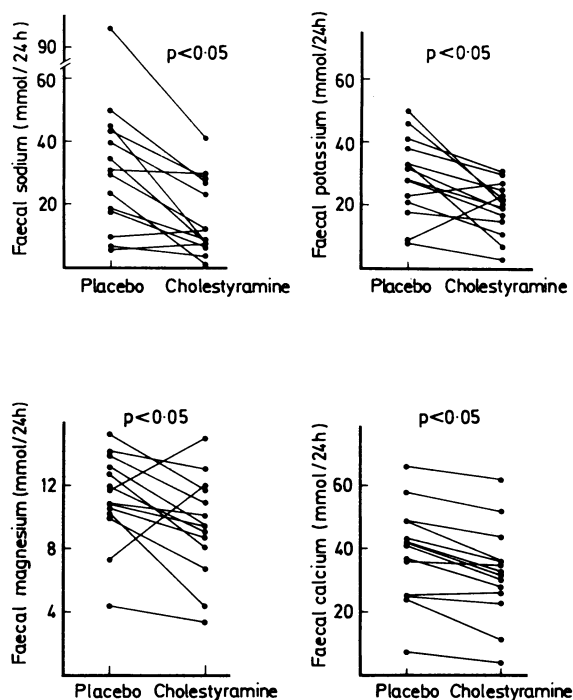 Faecal sodium (mmol/24h)
90
60
40
20
p<0·05
Placebo Cholestyramine
Faecal potassium (mmol/24h)
60
40
20
p<0·05
Placebo Cholestyramine
Faecal magnesium (mmol/24h)
12
8
4
p<0·05
Placebo Cholestyramine
Faecal calcium (mmol/24h)
60
40
20
p<0·05
Placebo Cholestyramine